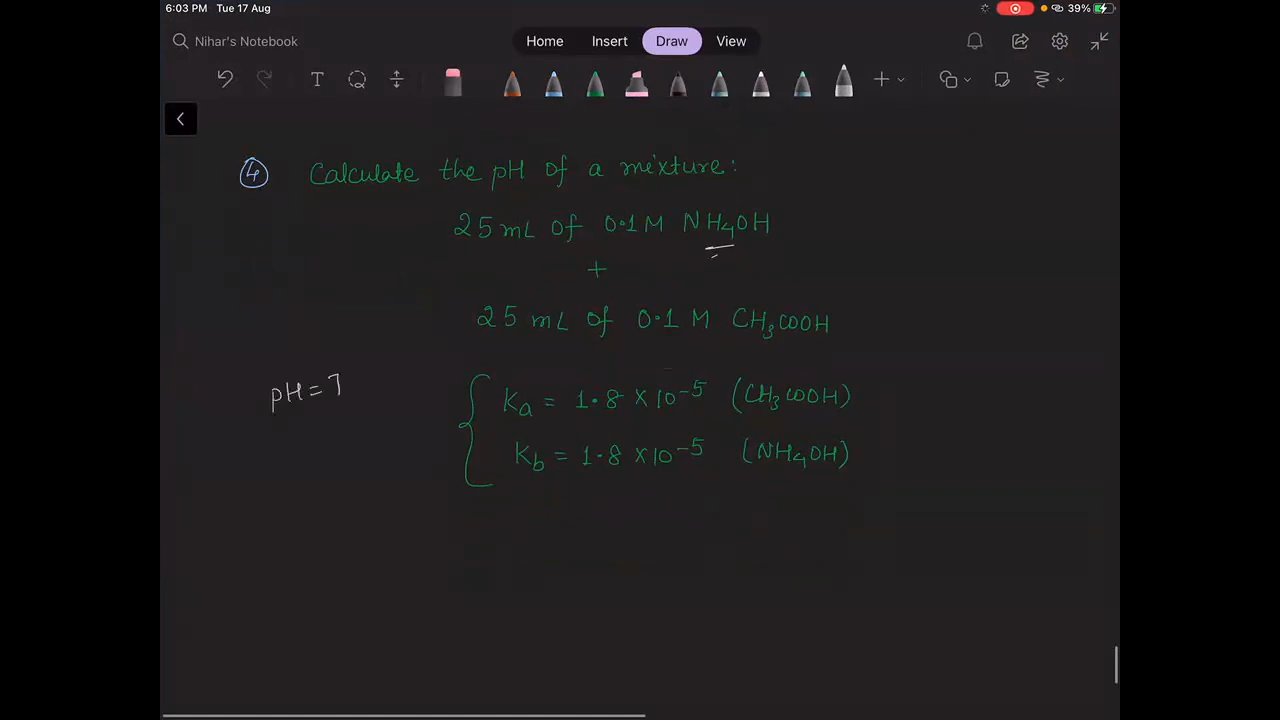 6:03 PM Tue 17 Aug
39%
Nihar's Notebook
Home Insert Draw View
T
4 Calculate the pH of a mixture:
25 mL of 0.1M NH₄OH
+
25 mL of 0.1 M CH₃COOH
pH = 7
Ka = 1.8 × 10⁻⁵ (CH₃COOH)
Kb = 1.8 × 10⁻⁵ (NH₄OH)